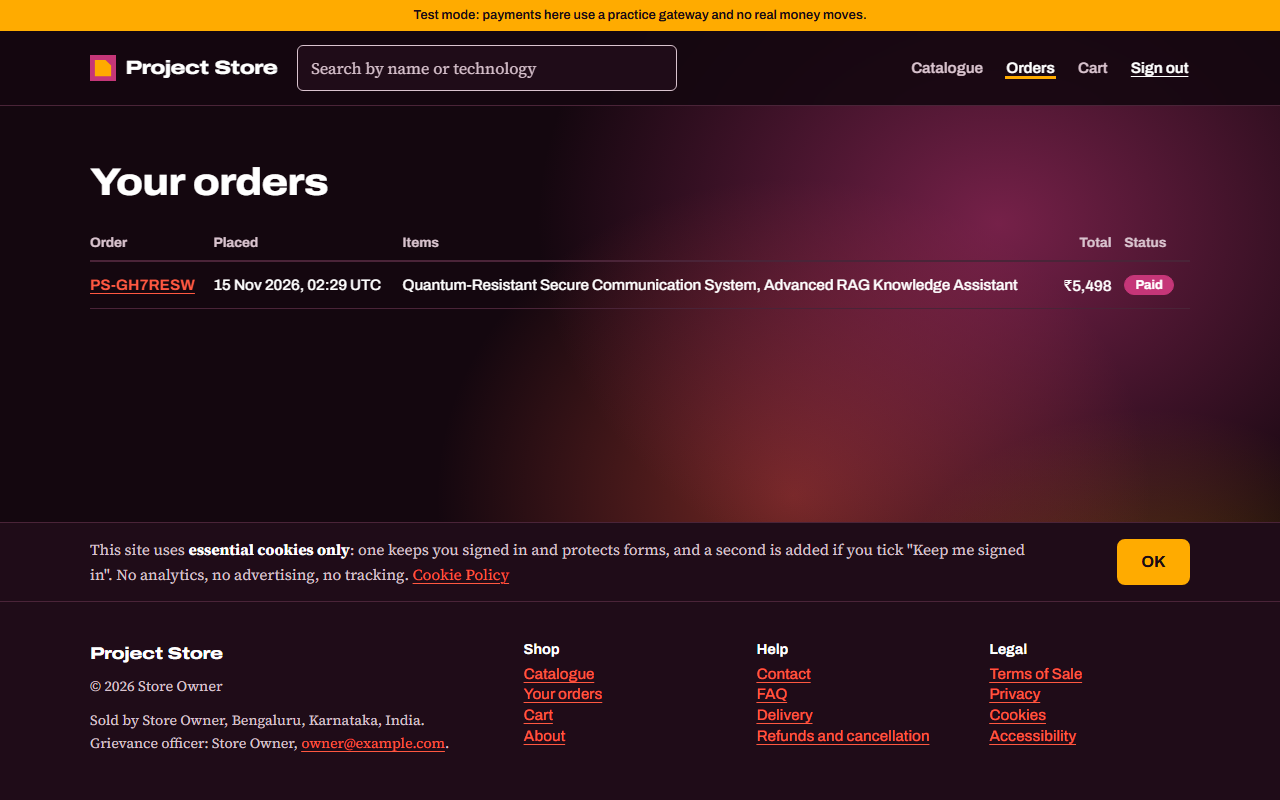 Test mode: payments here use a practice gateway and no real money moves.
Project Store
Search by name or technology
Catalogue
Orders
Cart
Sign out
Your orders
Order Placed Items Total Status
PS-GH7RESW 15 Nov 2026, 02:29 UTC Quantum-Resistant Secure Communication System, Advanced RAG Knowledge Assistant ₹5,498 Paid
This site uses essential cookies only: one keeps you signed in and protects forms, and a second is added if you tick "Keep me signed
in". No analytics, no advertising, no tracking. Cookie Policy
OK
Project Store
© 2026 Store Owner
Sold by Store Owner, Bengaluru, Karnataka, India.
Grievance officer: Store Owner, owner@example.com.
Shop
Catalogue
Your orders
Cart
About
Help
Contact
FAQ
Delivery
Refunds and cancellation
Legal
Terms of Sale
Privacy
Cookies
Accessibility